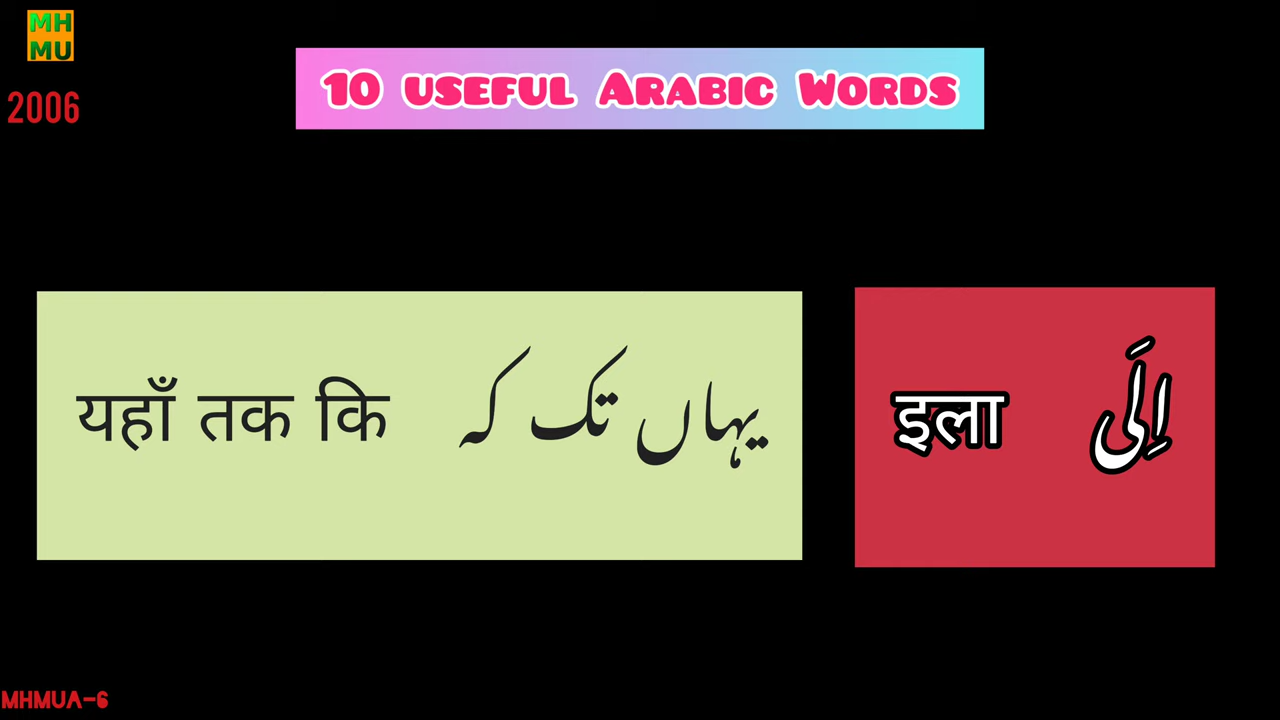 MH
MU
2006
10 useful Arabic Words
यहाँ तक कि یہاں تک کہ
इला اِلَی
MHMUA-6